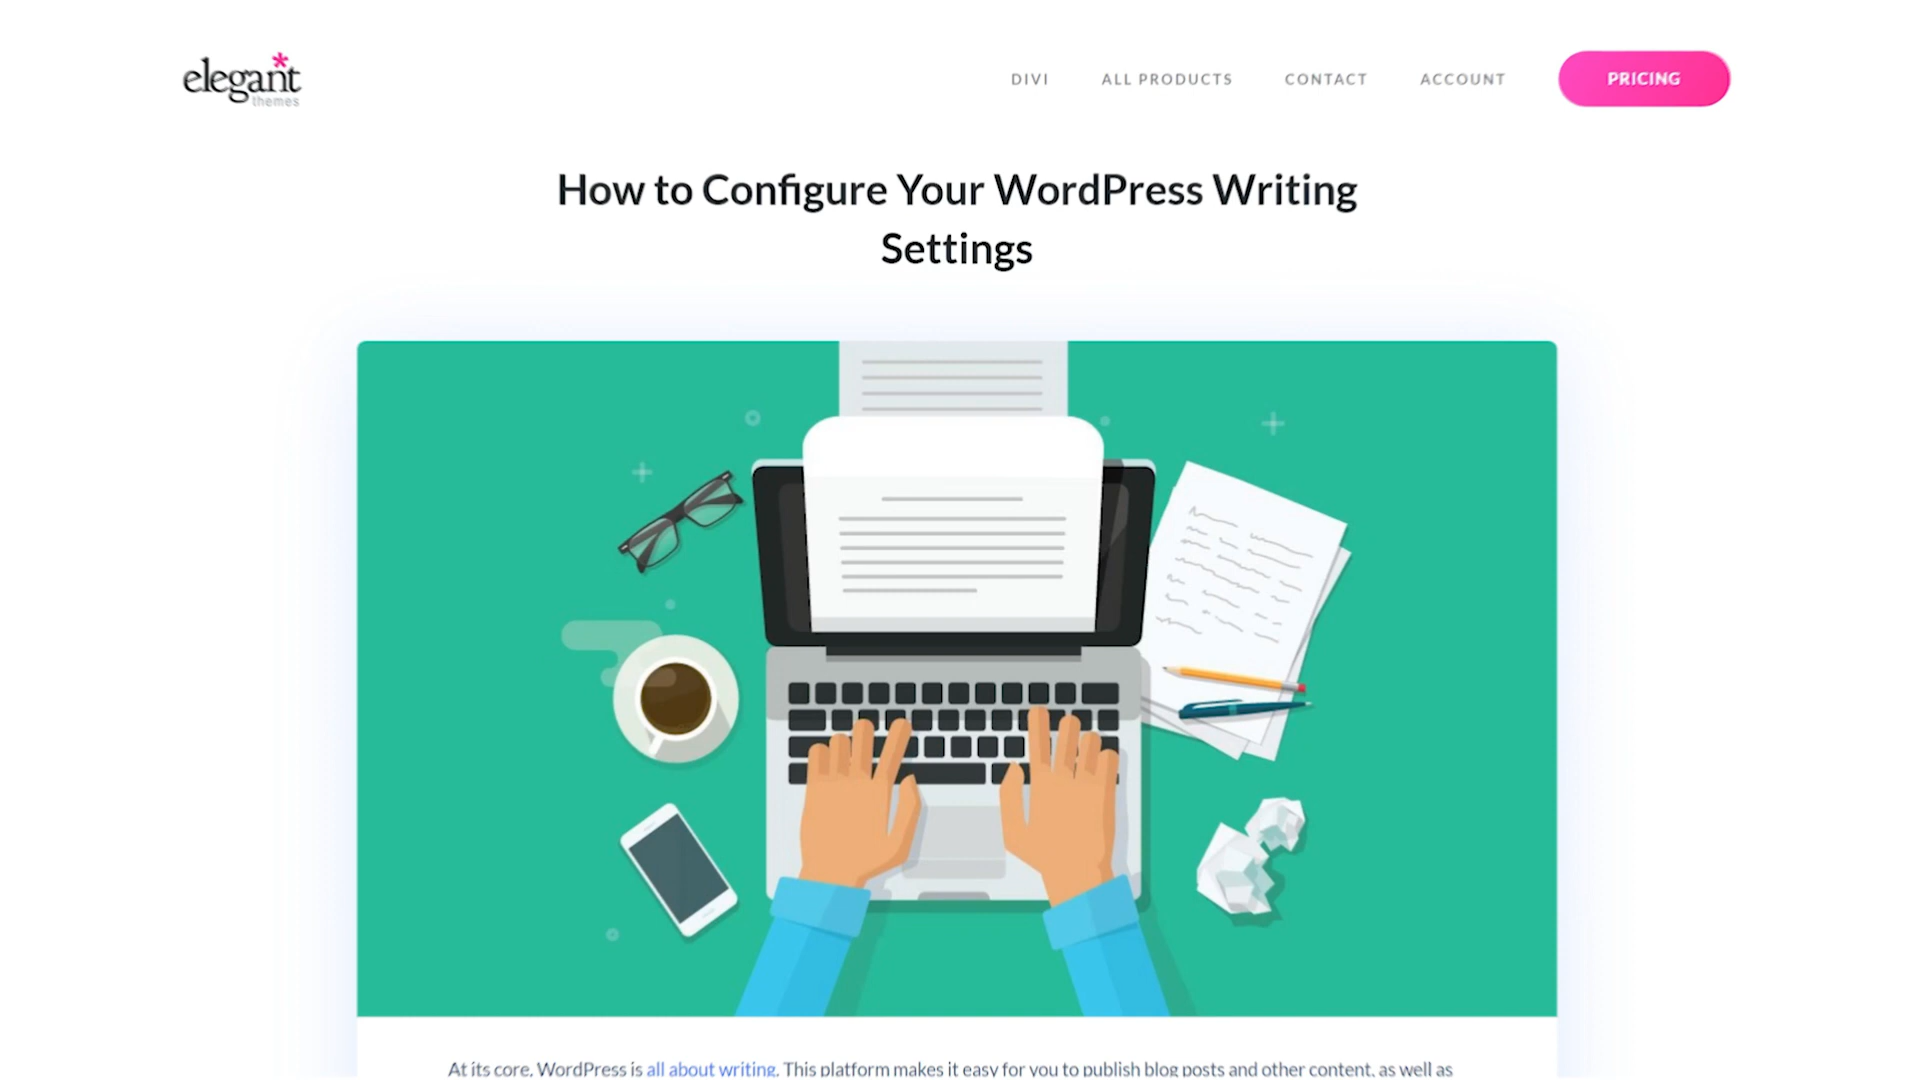 elegant*
themes
DIVI ALL PRODUCTS CONTACT ACCOUNT PRICING
How to Configure Your WordPress Writing
Settings
At its core, WordPress is all about writing. This platform makes it easy for you to publish blog posts and other content, as well as